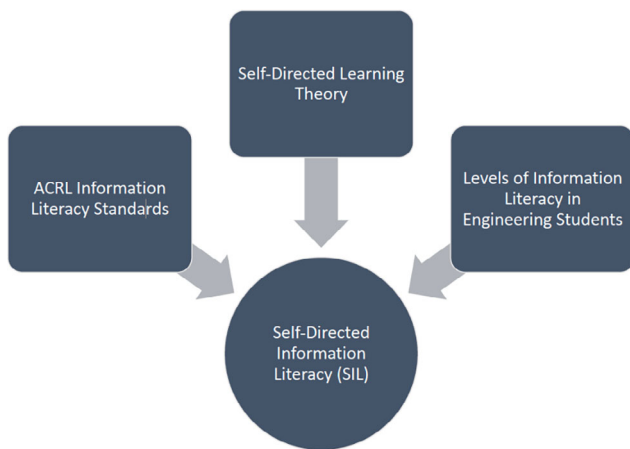 Self-Directed Learning
Theory
ACRL Information
Literacy Standards
Levels of Information
Literacy in
Engineering Students
Self-Directed
Information
Literacy (SIL)